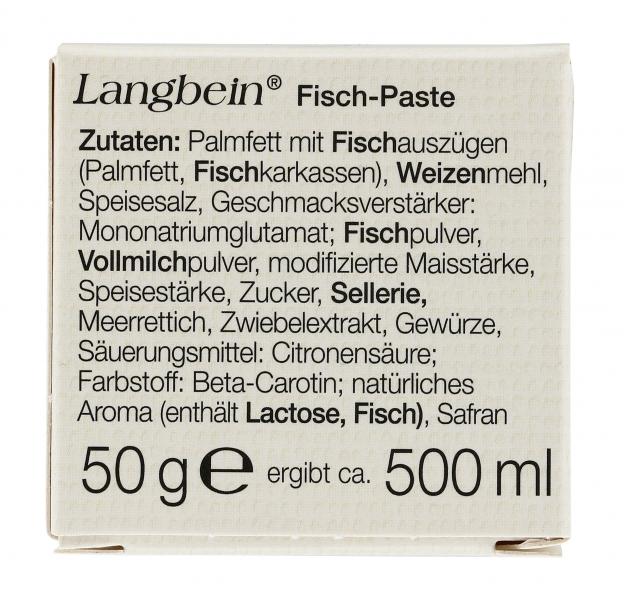 Langbein® Fisch-Paste
Zutaten: Palmfett mit Fischauszügen
(Palmfett, Fischkarkassen), Weizenmehl,
Speisesalz, Geschmacksverstärker:
Mononatriumglutamat; Fischpulver,
Vollmilchpulver, modifizierte Maisstärke,
Speisestärke, Zucker, Sellerie,
Meerrettich, Zwiebelextrakt, Gewürze,
Säuerungsmittel: Citronensäure;
Farbstoff: Beta-Carotin; natürliches
Aroma (enthält Lactose, Fisch), Safran
50 g ℮ ergibt ca. 500 ml